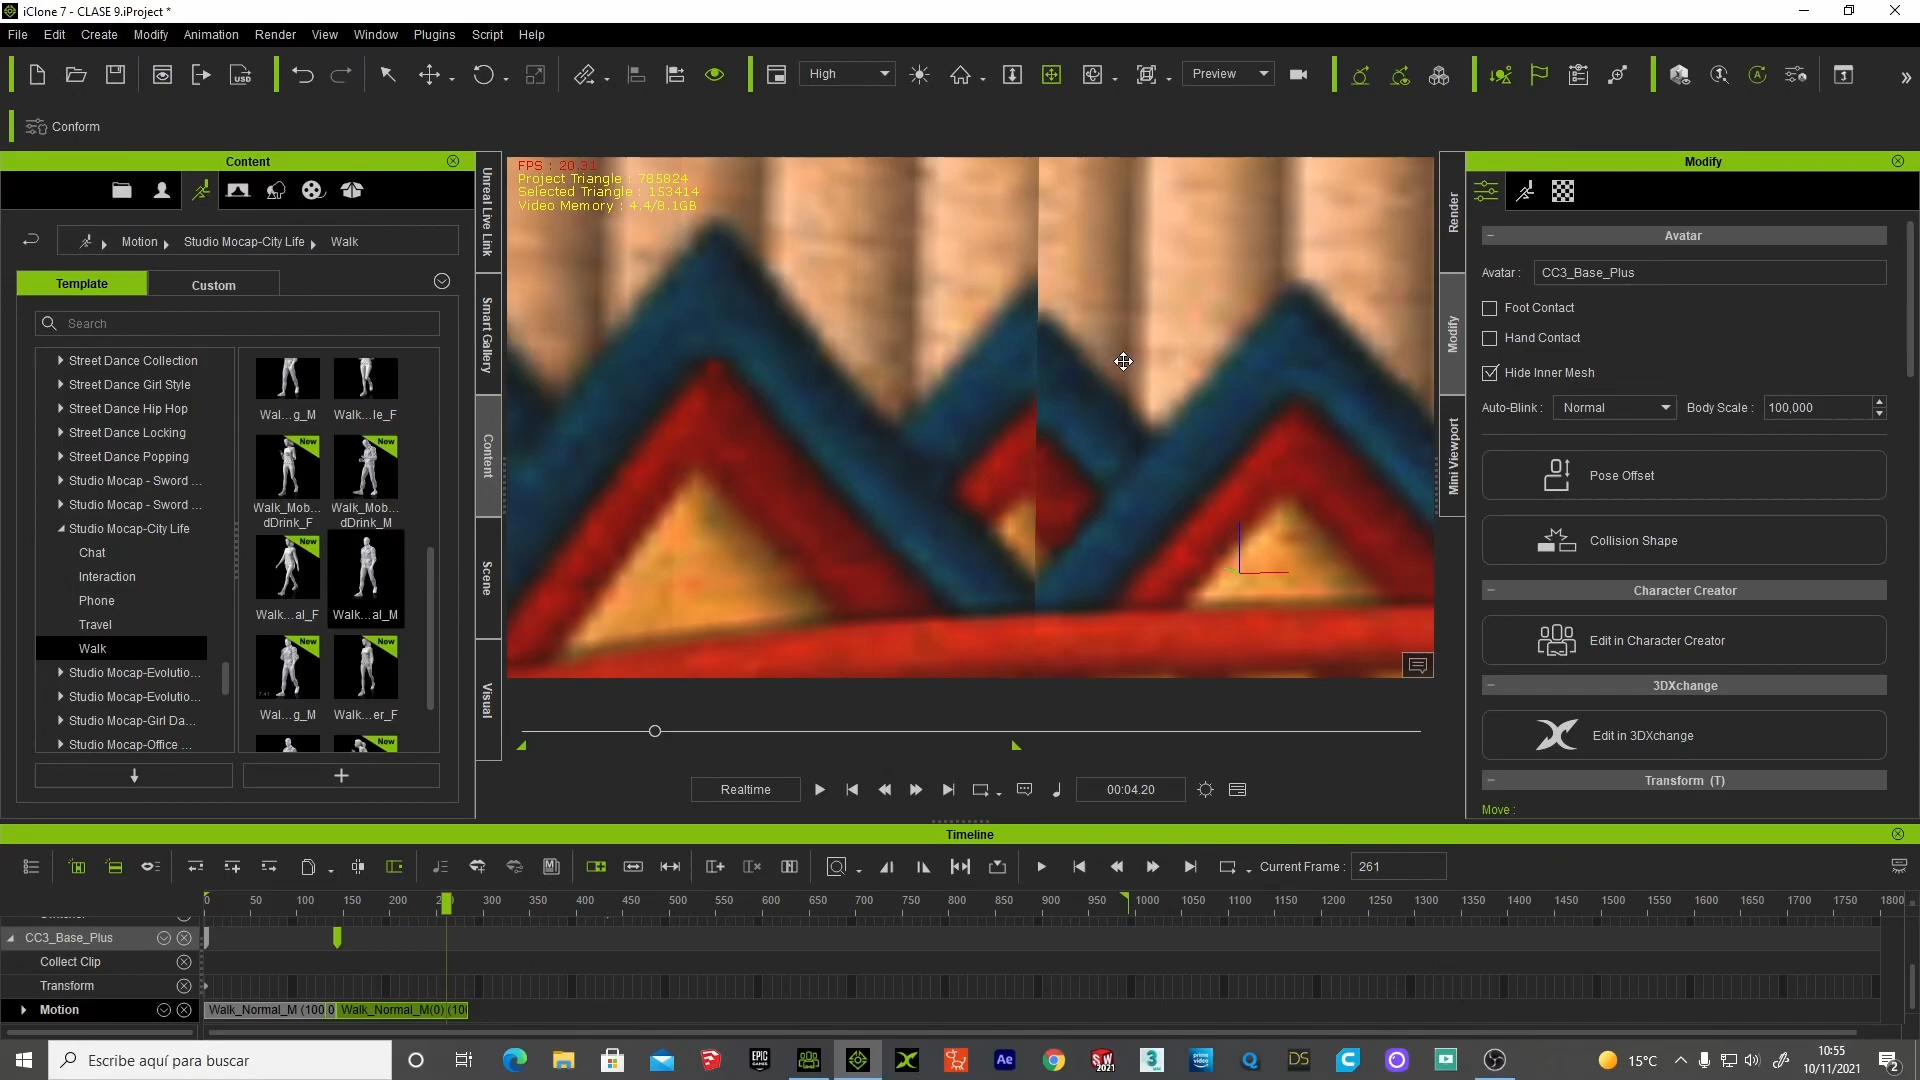 iClone 7 - CLASE 9.iProject *
File Edit Create Modify Animation Render View Window Plugins Script Help
High
Preview
Conform
Content
Motion Studio Mocap-City Life Walk
Template
Custom
Search
Street Dance Collection
Street Dance Girl Style
Street Dance Hip Hop
Street Dance Locking
Street Dance Popping
Studio Mocap - Sword ...
Studio Mocap - Sword ...
Studio Mocap-City Life
Chat
Interaction
Phone
Travel
Walk
Studio Mocap-Evolutio...
Studio Mocap-Evolutio...
Studio Mocap-Girl Da...
Studio Mocap-Office ...
Wal...g_M
Walk...le_F
New
New
Walk_Mob...dDrink_F
Walk_Mob...dDrink_M
New
Walk...al_F
Walk...al_M
New
New
Wal...g_M
Walk...er_F
New
Unreal Live Link
Smart Gallery
Content
Scene
Visual
FPS : 20.31
Project Triangle : 785824
Selected Triangle : 153414
Video Memory : 4.4/8.1GB
Realtime
00:04.20
Render
Modify
Mini Viewport
Modify
Avatar
Avatar : CC3_Base_Plus
Foot Contact
Hand Contact
Hide Inner Mesh
Auto-Blink : Normal
Body Scale : 100,000
Pose Offset
Collision Shape
Character Creator
Edit in Character Creator
3DXchange
Edit in 3DXchange
Transform (T)
Move :
Timeline
Current Frame : 261
0 50 100 150 200 300 350 400 450 500 550 600 650 700 750 800 850 900 950 1000 1050 1100 1150 1200 1250 1300 1350 1400 1450 1500 1550 1600 1650 1700 1750 1800
CC3_Base_Plus
Collect Clip
Transform
Motion
Walk_Normal_M (100
Walk_Normal_M(0) (10
Escribe aquí para buscar
15°C
10:55
10/11/2021